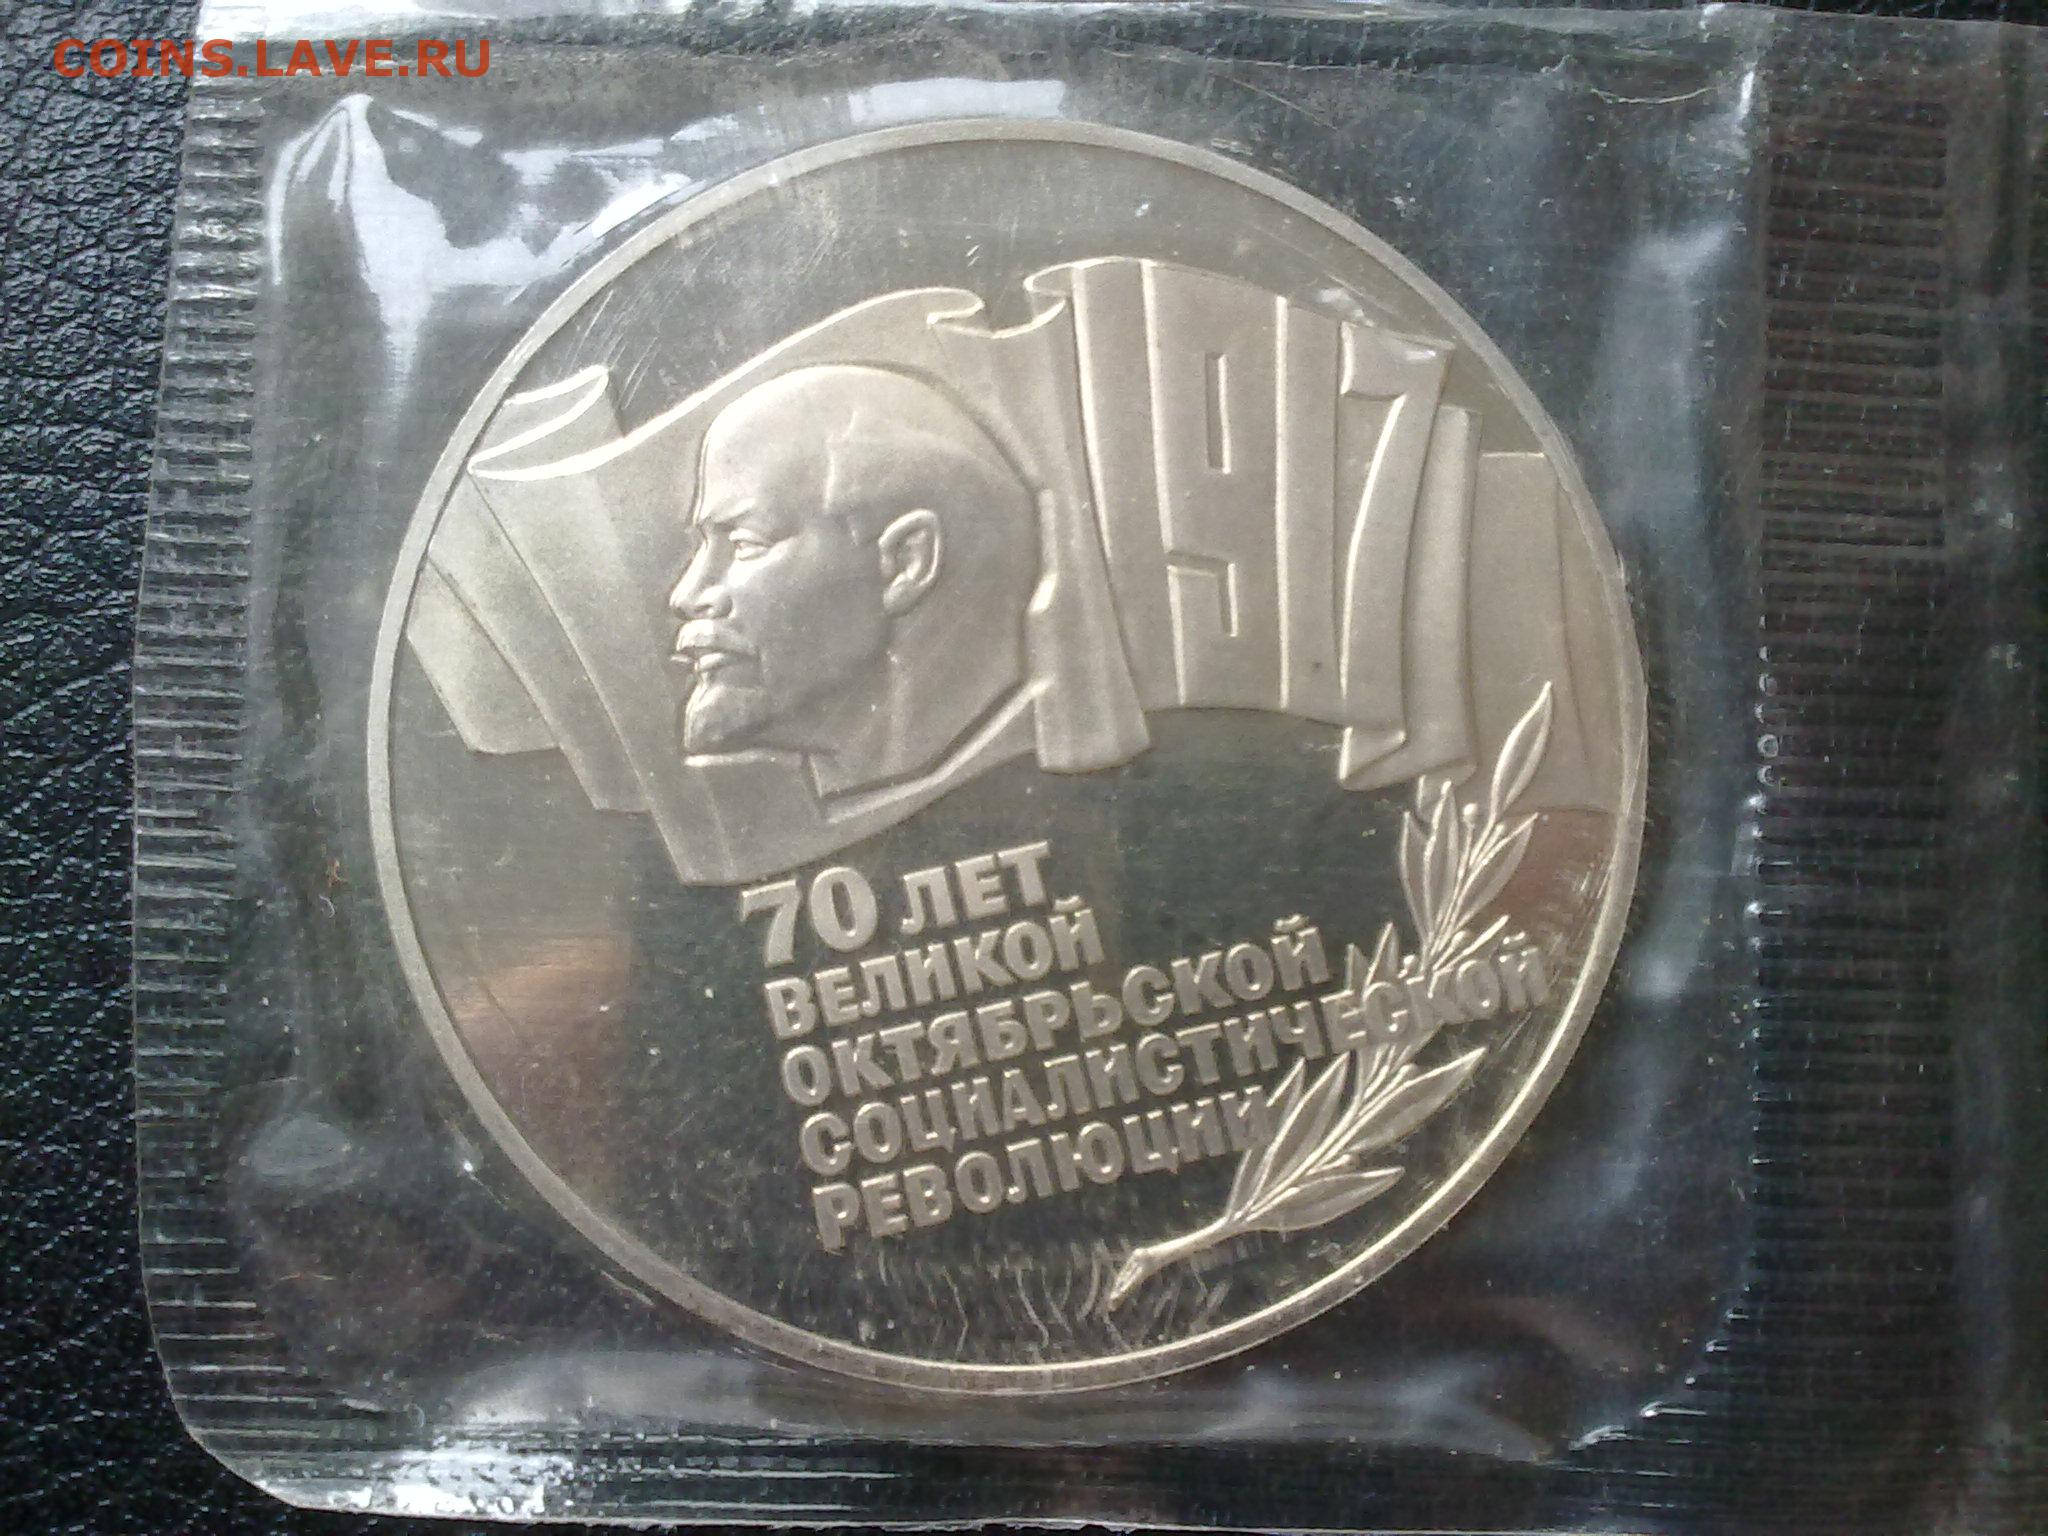 COINS.LAVE.RU
1917
70 ЛЕТ
ВЕЛИКОЙ
ОКТЯБРЬСКОЙ
СОЦИАЛИСТИЧЕСКОЙ
РЕВОЛЮЦИИ